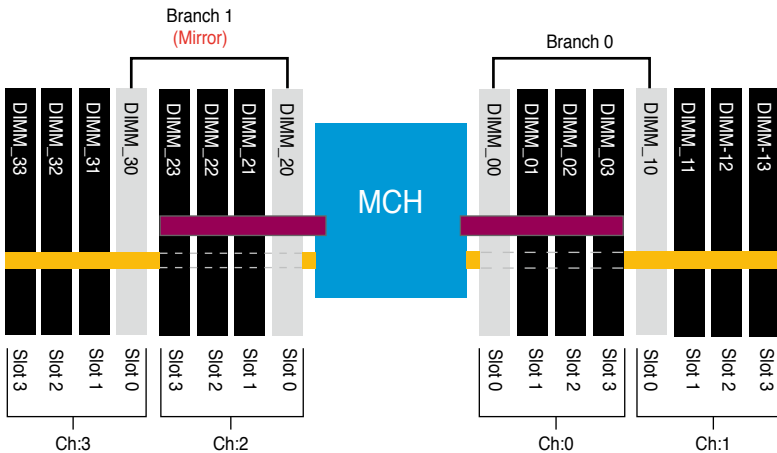 Branch 1
(Mirror)
Branch 0
DIMM_33
DIMM_32
DIMM_31
DIMM_30
DIMM_23
DIMM_22
DIMM_21
DIMM_20
MCH
DIMM_00
DIMM_01
DIMM_02
DIMM_03
DIMM_10
DIMM_11
DIMM-12
DIMM-13
Slot 3
Slot 2
Slot 1
Slot 0
Slot 3
Slot 2
Slot 1
Slot 0
Slot 0
Slot 1
Slot 2
Slot 3
Slot 0
Slot 1
Slot 2
Slot 3
Ch:3
Ch:2
Ch:0
Ch:1